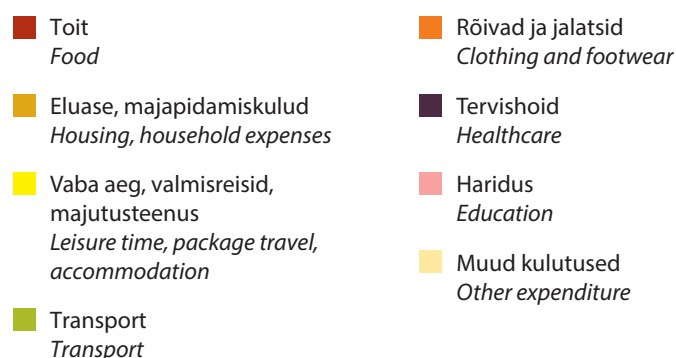 Toit
Food
Eluase, majapidamiskulud
Housing, household expenses
Vaba aeg, valmisreisid,
majutusteenus
Leisure time, package travel,
accommodation
Transport
Transport
Rõivad ja jalatsid
Clothing and footwear
Tervishoid
Healthcare
Haridus
Education
Muud kulutused
Other expenditure